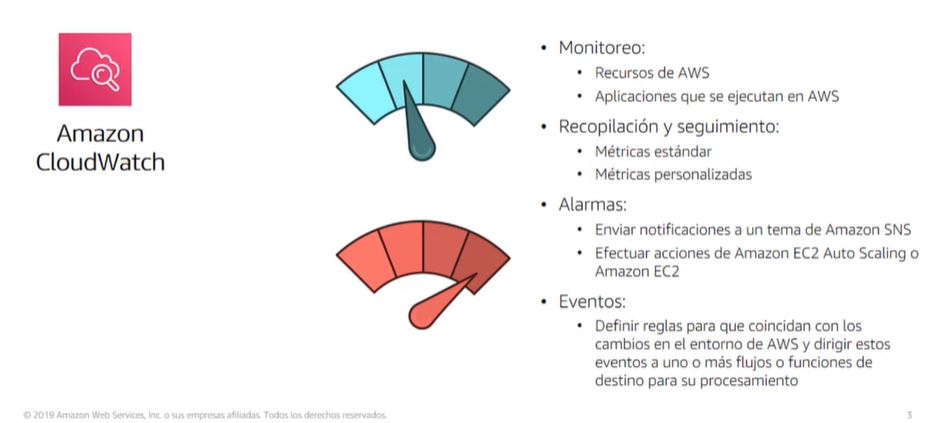 Amazon
CloudWatch
• Monitoreo:
• Recursos de AWS
• Aplicaciones que se ejecutan en AWS
• Recopilación y seguimiento:
• Métricas estándar
• Métricas personalizadas
• Alarmas:
• Enviar notificaciones a un tema de Amazon SNS
• Efectuar acciones de Amazon EC2 Auto Scaling o
Amazon EC2
• Eventos:
• Definir reglas para que coincidan con los
cambios en el entorno de AWS y dirigir estos
eventos a uno o más flujos o funciones de
destino para su procesamiento
© 2019 Amazon Web Services, Inc. o sus empresas afiliadas. Todos los derechos reservados.
3